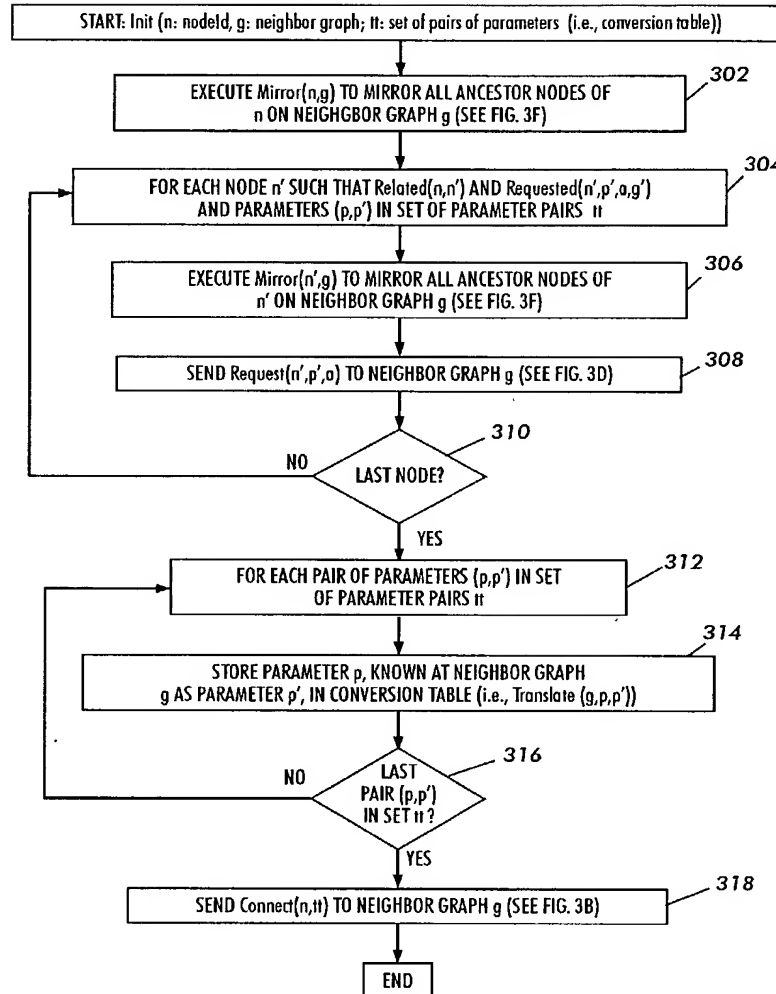 START: Init (n: nodeId, g: neighbor graph; tt: set of pairs of parameters (i.e., conversion table))
302
EXECUTE Mirror(n,g) TO MIRROR ALL ANCESTOR NODES OF
n ON NEIGHGBOR GRAPH g (SEE FIG. 3F)
304
FOR EACH NODE n' SUCH THAT Related(n,n') AND Requested(n',p',a,g')
AND PARAMETERS (p,p') IN SET OF PARAMETER PAIRS tt
306
EXECUTE Mirror(n',g) TO MIRROR ALL ANCESTOR NODES OF
n' ON NEIGHBOR GRAPH g (SEE FIG. 3F)
308
SEND Request(n',p',a) TO NEIGHBOR GRAPH g (SEE FIG. 3D)
310
NO
LAST NODE?
YES
312
FOR EACH PAIR OF PARAMETERS (p,p') IN SET
OF PARAMETER PAIRS tt
314
STORE PARAMETER p, KNOWN AT NEIGHBOR GRAPH
g AS PARAMETER p', IN CONVERSION TABLE (i.e., Translate (g,p,p'))
316
NO
LAST
PAIR (p,p')
IN SET tt ?
YES
318
SEND Connect(n,tt) TO NEIGHBOR GRAPH g (SEE FIG. 3B)
END